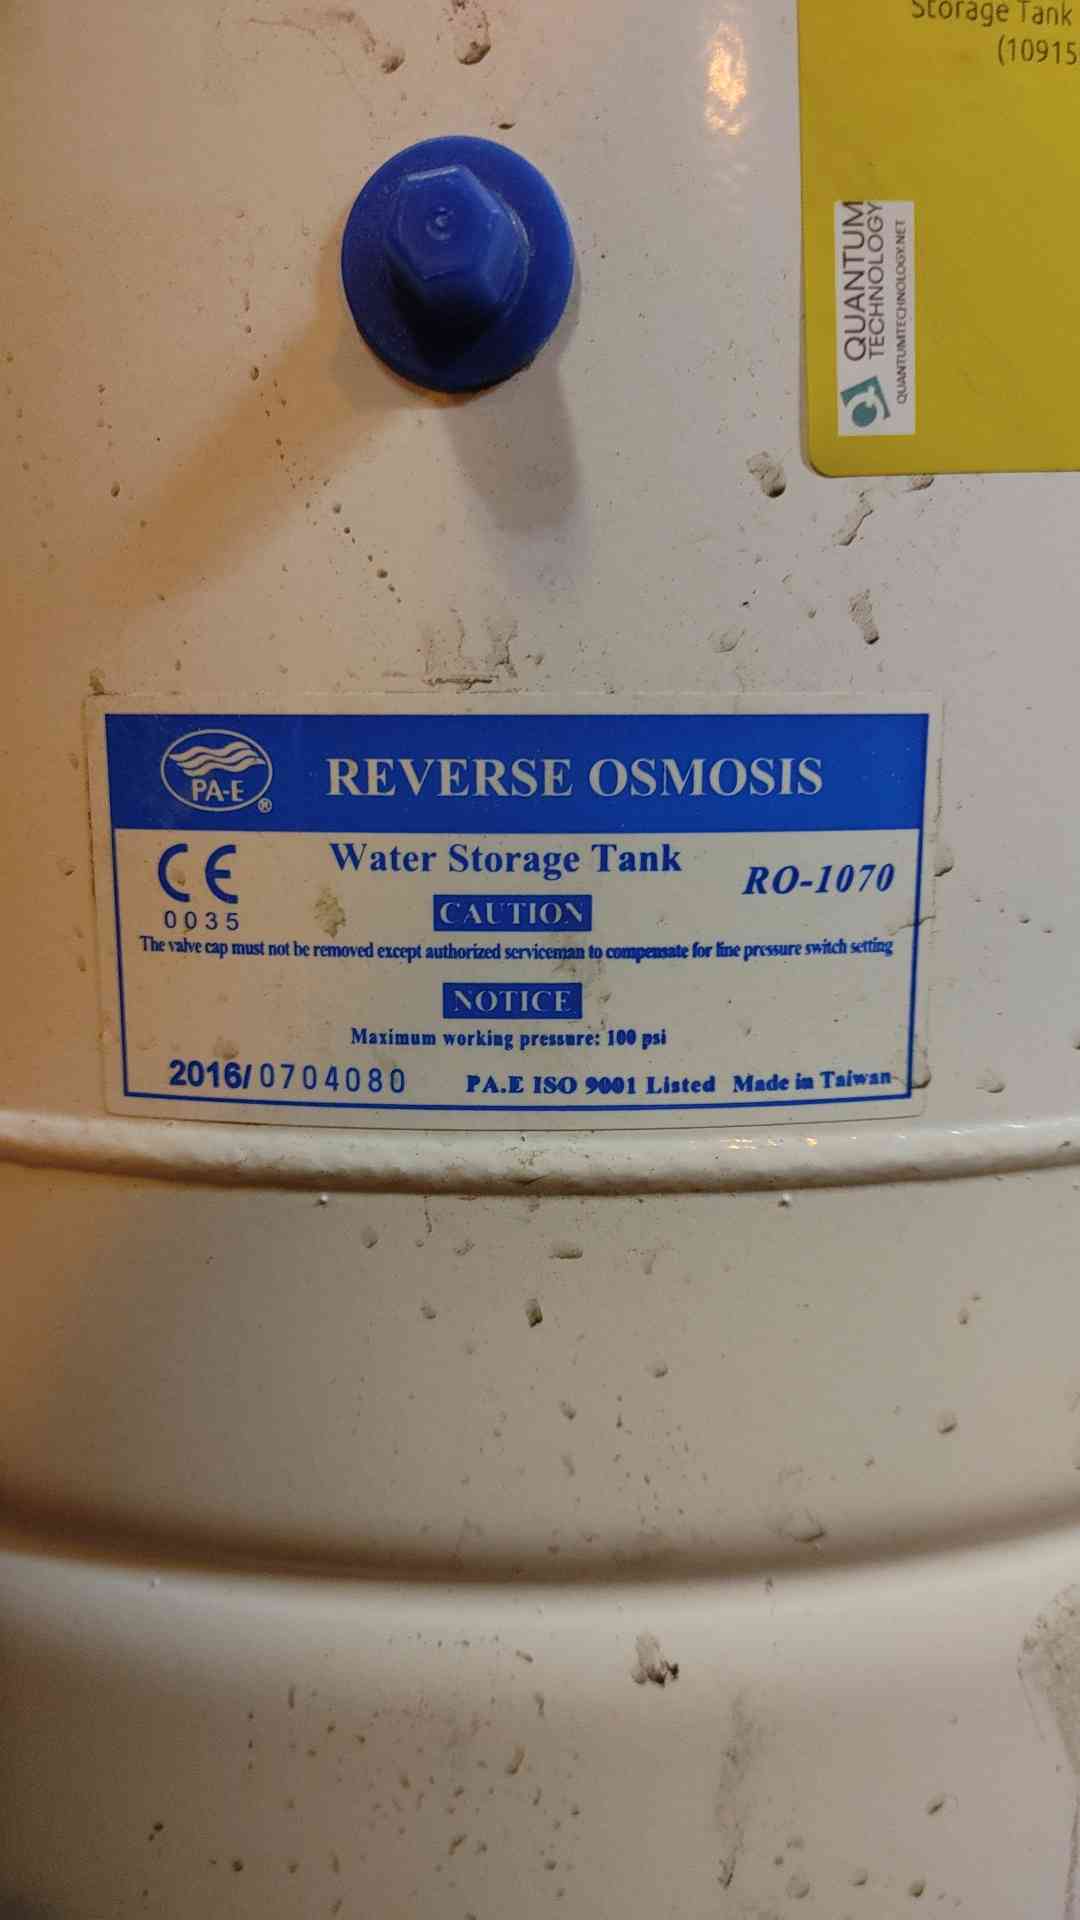 Storage Tank
(10915
QUANTUM
TECHNOLOGY
QUANTUMTECHNOLOGY.NET
PA-E
®
REVERSE OSMOSIS
CE
0035
Water Storage Tank
RO-1070
CAUTION
The valve cap must not be removed except authorized serviceman to compensate for line pressure switch setting
NOTICE
Maximum working pressure: 100 psi
2016/0704080
PA.E ISO 9001 Listed Made in Taiwan